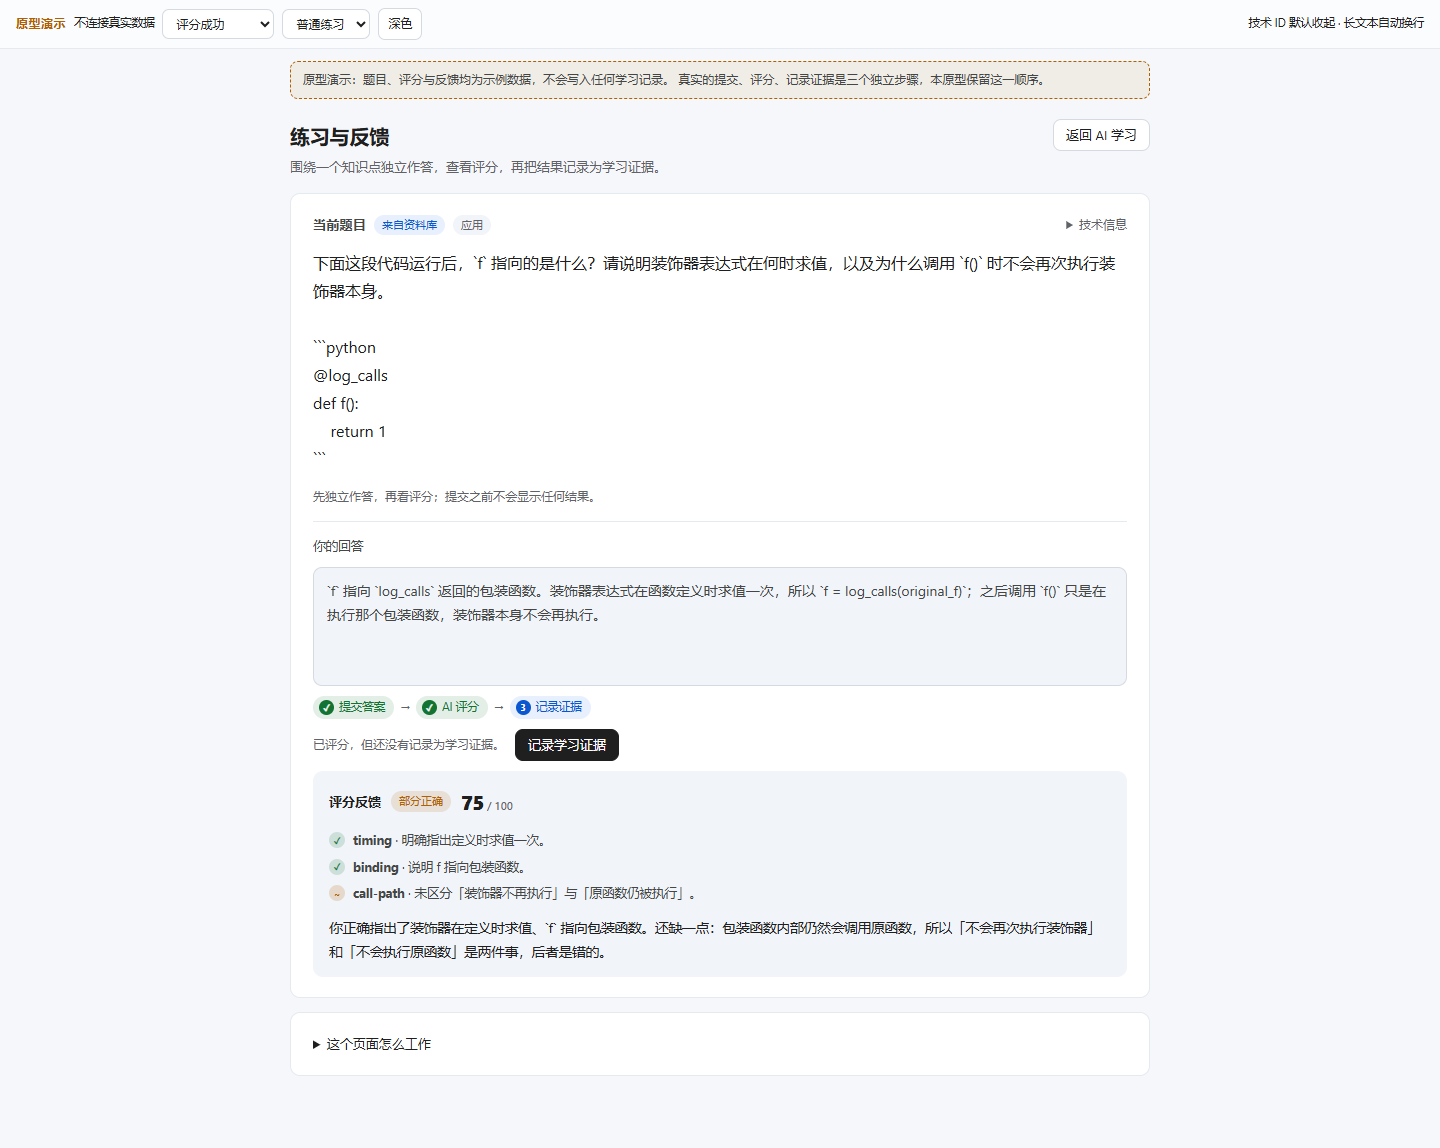 原型演示 不连接真实数据 评分成功 普通练习 深色 技术 ID 默认收起 · 长文本自动换行
原型演示：题目、评分与反馈均为示例数据，不会写入任何学习记录。 真实的提交、评分、记录证据是三个独立步骤，本原型保留这一顺序。
练习与反馈
返回 AI 学习
围绕一个知识点独立作答，查看评分，再把结果记录为学习证据。
当前题目 来自资料库 应用 ▶ 技术信息
下面这段代码运行后，`f` 指向的是什么？请说明装饰器表达式在何时求值，以及为什么调用 `f()` 时不会再次执行装
饰器本身。
```python
@log_calls
def f():
    return 1
```
先独立作答，再看评分；提交之前不会显示任何结果。
你的回答
`f` 指向 `log_calls` 返回的包装函数。装饰器表达式在函数定义时求值一次，所以 `f = log_calls(original_f)`；之后调用 `f()` 只是在
执行那个包装函数，装饰器本身不会再执行。
✓ 提交答案 → ✓ AI 评分 → 3 记录证据
已评分，但还没有记录为学习证据。 记录学习证据
评分反馈 部分正确 75 / 100
✓ timing · 明确指出定义时求值一次。
✓ binding · 说明 f 指向包装函数。
~ call-path · 未区分「装饰器不再执行」与「原函数仍被执行」。
你正确指出了装饰器在定义时求值、`f` 指向包装函数。还缺一点：包装函数内部仍然会调用原函数，所以「不会再次执行装饰器」
和「不会执行原函数」是两件事，后者是错的。
▶ 这个页面怎么工作